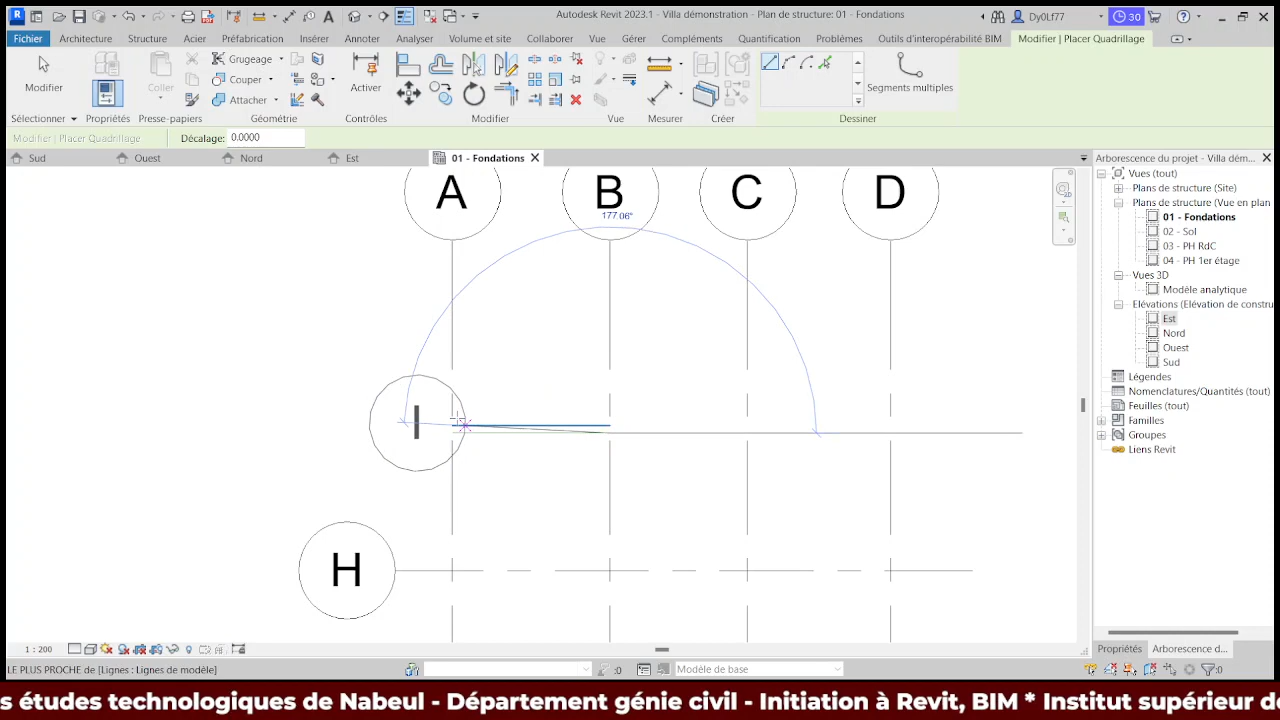 Autodesk Revit 2023.1 - Villa démonstration - Plan de structure: 01 - Fondations
Dy0Lf77
30
Fichier Architecture Structure Acier Préfabrication Insérer Annoter Analyser Volume et site Collaborer Vue Gérer Compléments Quantification Problèmes Outils d'interopérabilité BIM Modifier | Placer Quadrillage
Modifier
Coller
Grugeage
Couper
Attacher
Activer
Segments multiples
Sélectionner Propriétés Presse-papiers Géométrie Contrôles Modifier Vue Mesurer Créer Dessiner
Modifier | Placer Quadrillage Décalage: 0.0000
Sud Ouest Nord Est 01 - Fondations
Arborescence du projet - Villa dém...
Vues (tout)
Plans de structure (Site)
Plans de structure (Vue en plan
01 - Fondations
02 - Sol
03 - PH RdC
04 - PH 1er étage
Vues 3D
Modèle analytique
Elévations (Elévation de constru
Est
Nord
Ouest
Sud
Légendes
Nomenclatures/Quantités (tout)
Feuilles (tout)
Familles
Groupes
Liens Revit
A B C D
177.06°
I
H
1 : 200
Propriétés Arborescence d...
LE PLUS PROCHE de [Lignes : Lignes de modèle]
:0
Modèle de base
:0
s études technologiques de Nabeul - Département génie civil - Initiation à Revit, BIM * Institut supérieur d